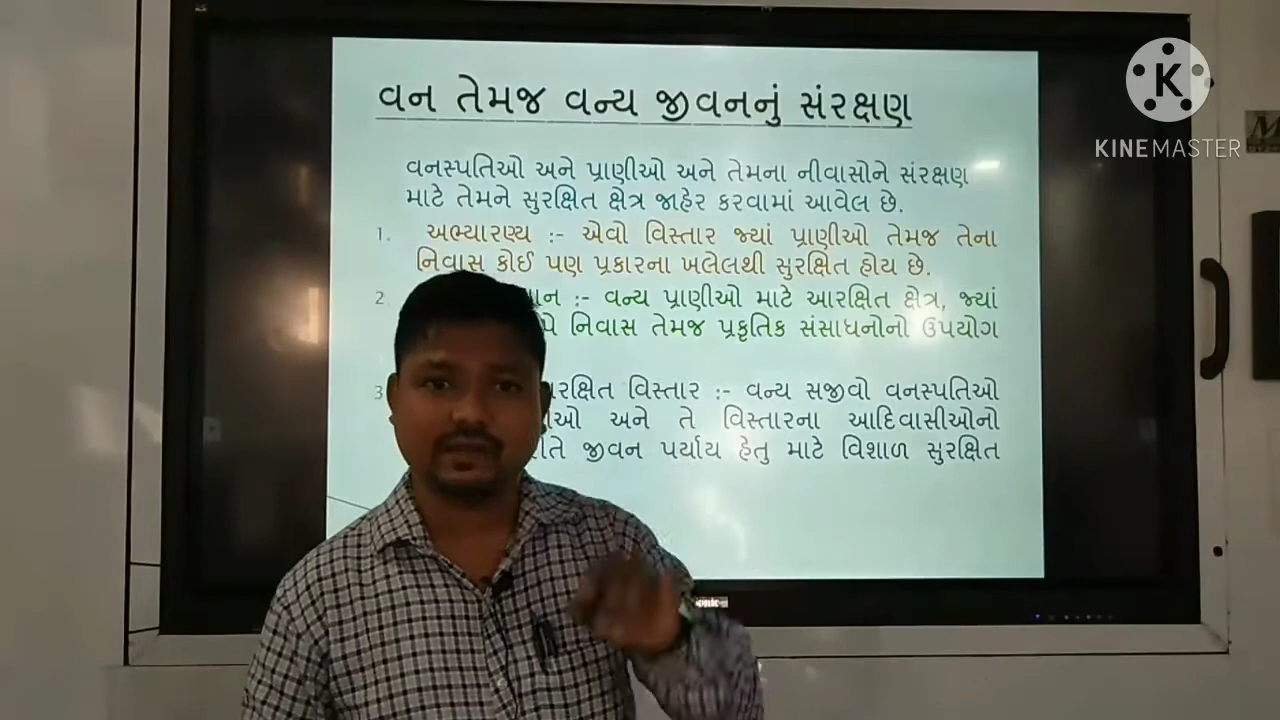 વન તેમજ વન્ય જીવનનું સંરક્ષણ
વનસ્પતિઓ અને પ્રાણીઓ અને તેમના નીવાસોને સંરક્ષણ
માટે તેમને સુરક્ષિત ક્ષેત્ર જાહેર કરવામાં આવેલ છે.
1. અભ્યારણ્ય :- એવો વિસ્તાર જ્યાં પ્રાણીઓ તેમજ તેના
નિવાસ કોઈ પણ પ્રકારના ખલેલથી સુરક્ષિત હોય છે.
2 :- વન્ય પ્રાણીઓ માટે આરક્ષિત ક્ષેત્ર, જ્યાં
નિવાસ તેમજ પ્રકૃતિક સંસાધનોનો ઉપયોગ
3 વિસ્તાર :- વન્ય સજીવો વનસ્પતિઓ
અને તે વિસ્તારના આદિવાસીઓનો
જીવન પર્યાય હેતુ માટે વિશાળ સુરક્ષિત
K
KINEMASTER